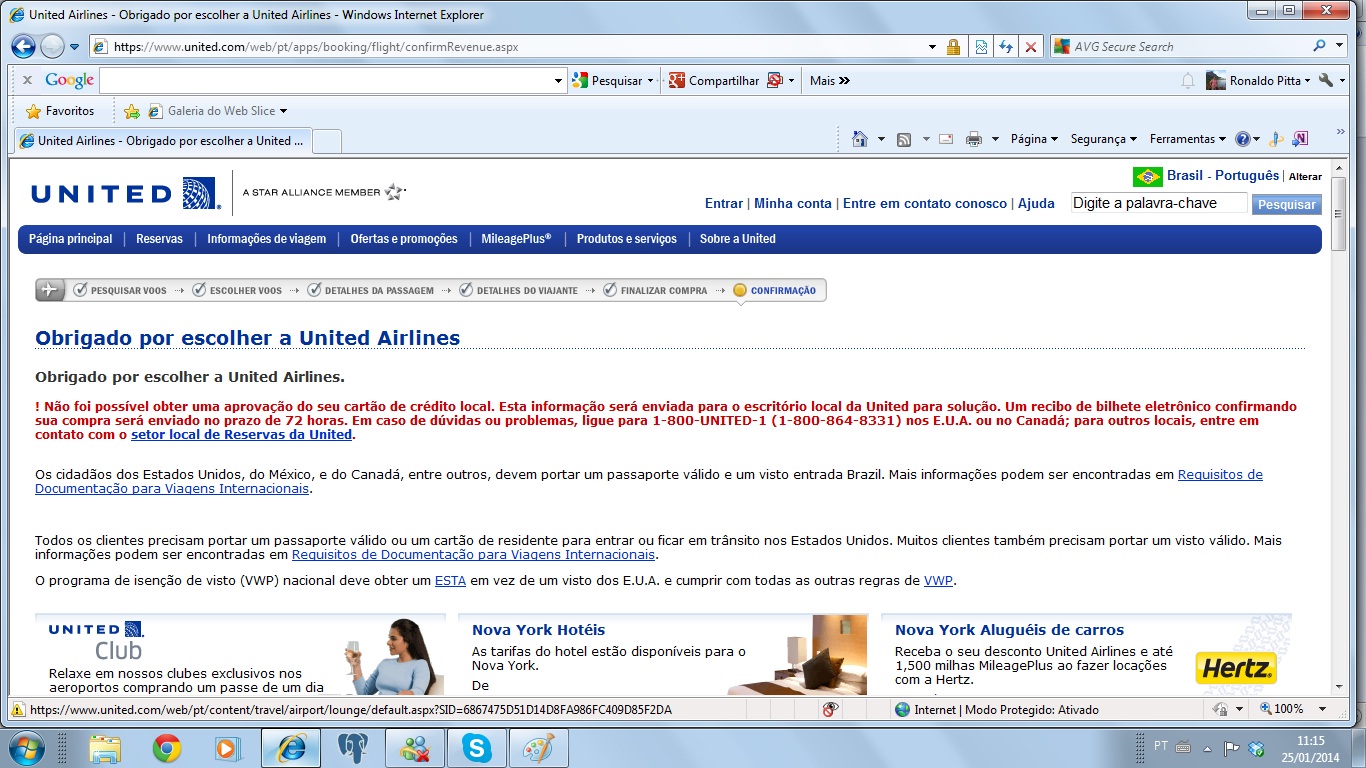 United Airlines - Obrigado por escolher a United Airlines - Windows Internet Explorer
https://www.united.com/web/pt/apps/booking/flight/confirmRevenue.aspx
AVG Secure Search
x Google
Pesquisar
Compartilhar
Mais »
Ronaldo Pitta
Favoritos
Galeria do Web Slice
United Airlines - Obrigado por escolher a United ...
Página
Segurança
Ferramentas
»
UNITED
A STAR ALLIANCE MEMBER
Brasil - Português | Alterar
Entrar | Minha conta | Entre em contato conosco | Ajuda
Digite a palavra-chave
Pesquisar
Página principal | Reservas | Informações de viagem | Ofertas e promoções | MileagePlus® | Produtos e serviços | Sobre a United
PESQUISAR VOOS
ESCOLHER VOOS
DETALHES DA PASSAGEM
DETALHES DO VIAJANTE
FINALIZAR COMPRA
CONFIRMAÇÃO
Obrigado por escolher a United Airlines
Obrigado por escolher a United Airlines.
! Não foi possível obter uma aprovação do seu cartão de crédito local. Esta informação será enviada para o escritório local da United para solução. Um recibo de bilhete eletrônico confirmando
sua compra será enviado no prazo de 72 horas. Em caso de dúvidas ou problemas, ligue para 1-800-UNITED-1 (1-800-864-8331) nos E.U.A. ou no Canadá; para outros locais, entre em
contato com o setor local de Reservas da United.
Os cidadãos dos Estados Unidos, do México, e do Canadá, entre outros, devem portar um passaporte válido e um visto entrada Brazil. Mais informações podem ser encontradas em Requisitos de
Documentação para Viagens Internacionais.
Todos os clientes precisam portar um passaporte válido ou um cartão de residente para entrar ou ficar em trânsito nos Estados Unidos. Muitos clientes também precisam portar um visto válido. Mais
informações podem ser encontradas em Requisitos de Documentação para Viagens Internacionais.
O programa de isenção de visto (VWP) nacional deve obter um ESTA em vez de um visto dos E.U.A. e cumprir com todas as outras regras de VWP.
UNITED
Club
Relaxe em nossos clubes exclusivos nos
aeroportos comprando um passe de um dia
Nova York Hotéis
As tarifas do hotel estão disponíveis para o
Nova York.
De
Nova York Aluguéis de carros
Receba o seu desconto United Airlines e até
1,500 milhas MileagePlus ao fazer locações
com a Hertz.
Hertz
https://www.united.com/web/pt/content/travel/airport/lounge/default.aspx?SID=6867475D51D14D8FA986FC409D85F2DA
Internet | Modo Protegido: Ativado
100%
PT
11:15
25/01/2014